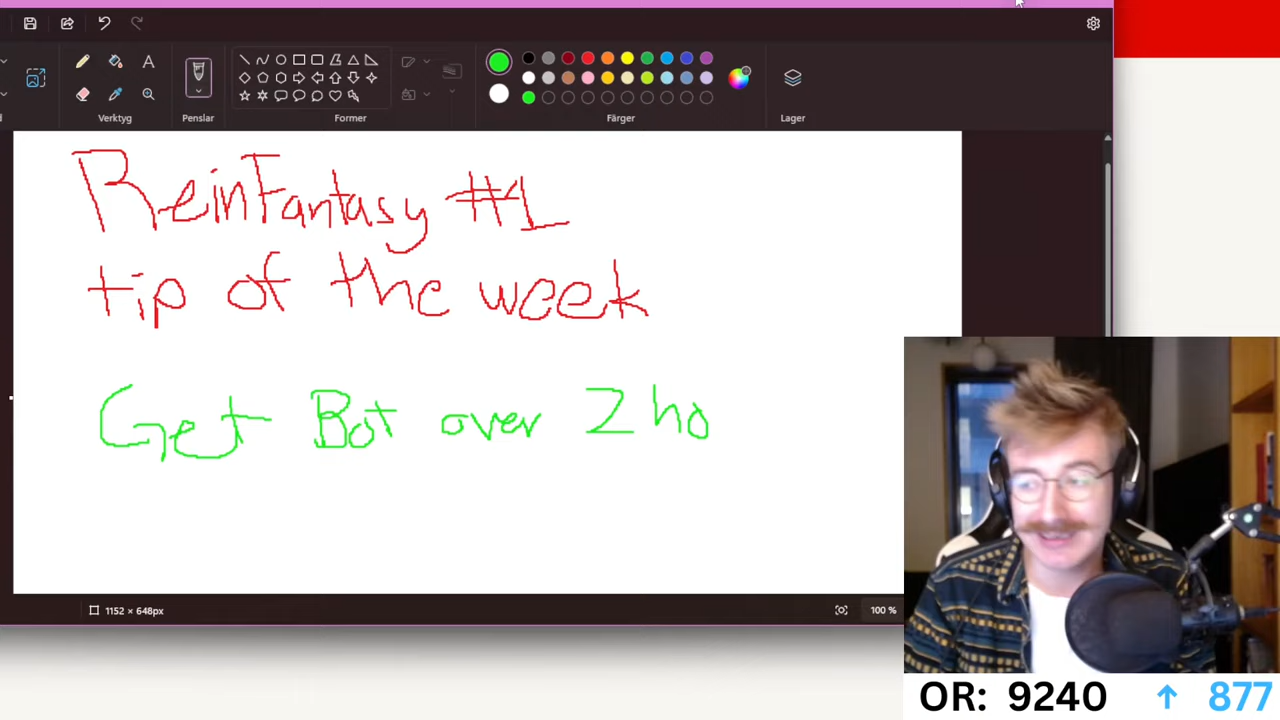 Verktyg
Penslar
Former
Färger
Lager
ReinFantasy #1
tip of the week
Get Bot over Zho
1152 × 648px
100 %
OR: 9240 ↑ 877